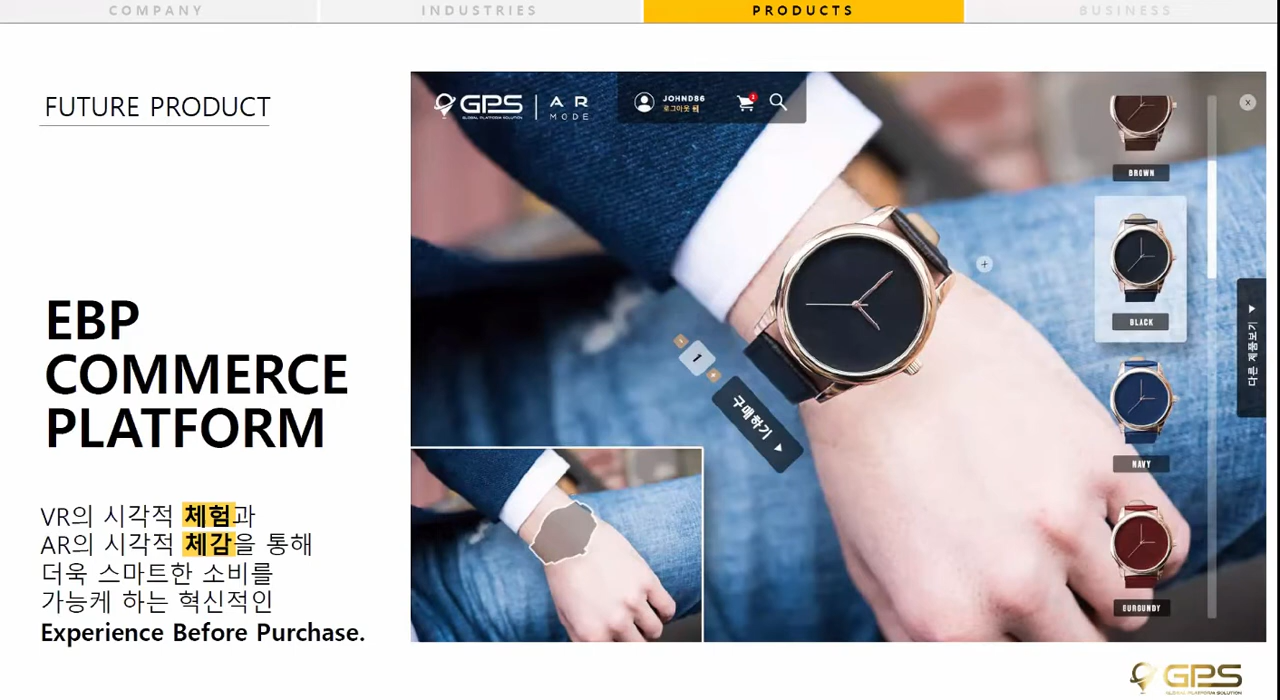 COMPANY
INDUSTRIES
PRODUCTS
BUSINESS
FUTURE PRODUCT
EBP
COMMERCE
PLATFORM
VR의 시각적 체험과
AR의 시각적 체감을 통해
더욱 스마트한 소비를
가능케 하는 혁신적인
Experience Before Purchase.
GPS
GLOBAL PLATFORM SOLUTION
AR
MODE
JOHND86
로그아웃
1
구매하기
BROWN
BLACK
NAVY
BURGUNDY
다른 제품보기
GPS
GLOBAL PLATFORM SOLUTION